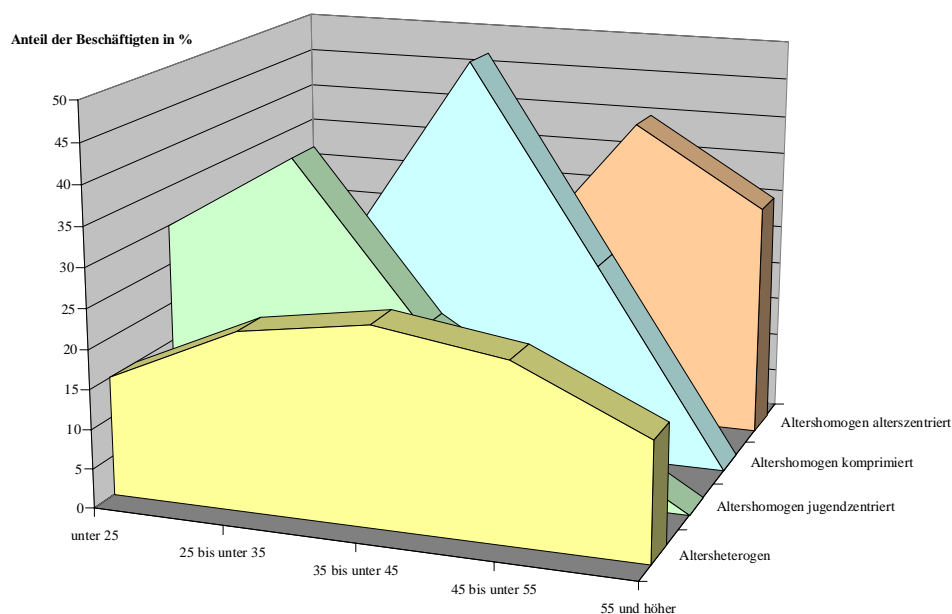 Anteil der Beschäftigten in %
50
45
40
35
30
25
20
15
10
5
0
unter 25
25 bis unter 35
35 bis unter 45
45 bis unter 55
55 und höher
Altershomogen alterszentriert
Altershomogen komprimiert
Altershomogen jugendzentriert
Altersheterogen